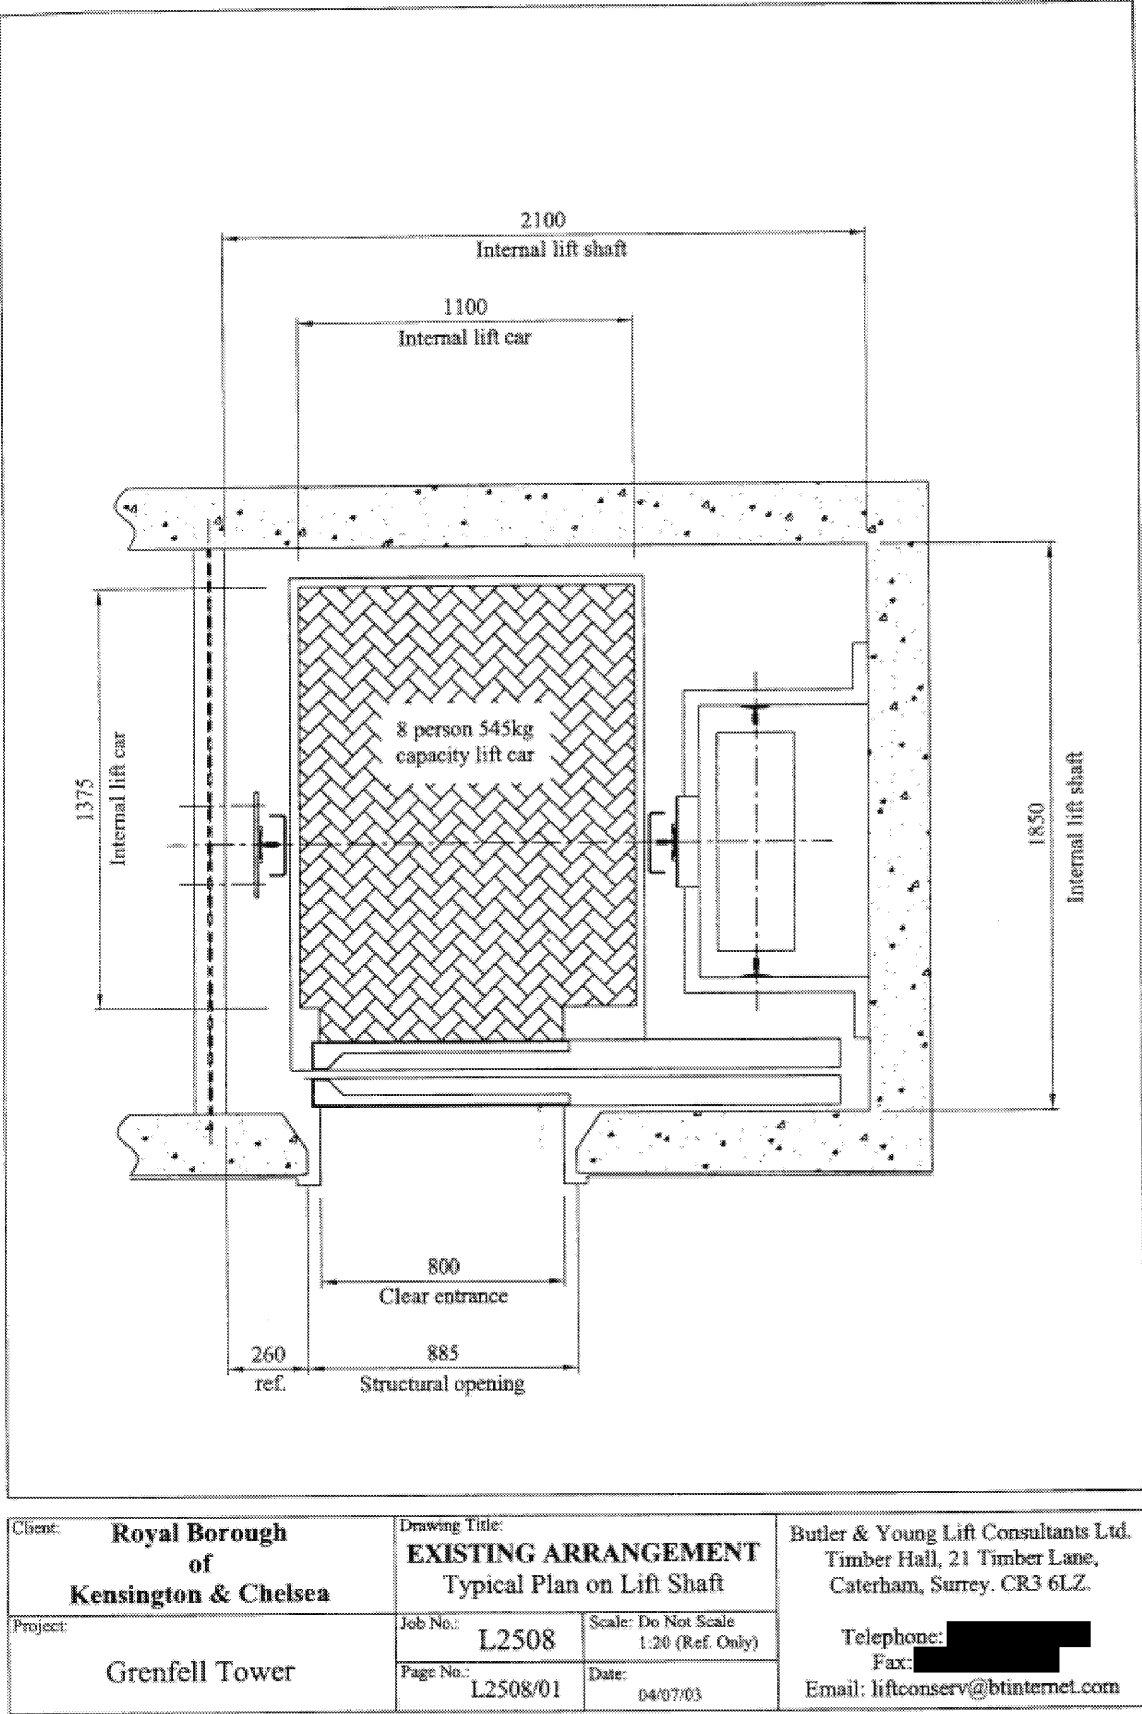 2100
Internal lift shaft
1100
Internal lift car
8 person 545kg
capacity lift car
1375
Internal lift car
1850
Internal lift shaft
800
Clear entrance
260
ref.
885
Structural opening
Client:
Royal Borough
of
Kensington & Chelsea
Project:
Grenfell Tower
Drawing Title:
EXISTING ARRANGEMENT
Typical Plan on Lift Shaft
Job No.:
L2508
Scale: Do Not Scale
1:20 (Ref. Only)
Page No.:
L2508/01
Date:
04/07/03
Butler & Young Lift Consultants Ltd.
Timber Hall, 21 Timber Lane,
Caterham, Surrey. CR3 6LZ.
Telephone:
Fax:
Email: liftconserv@btinternet.com